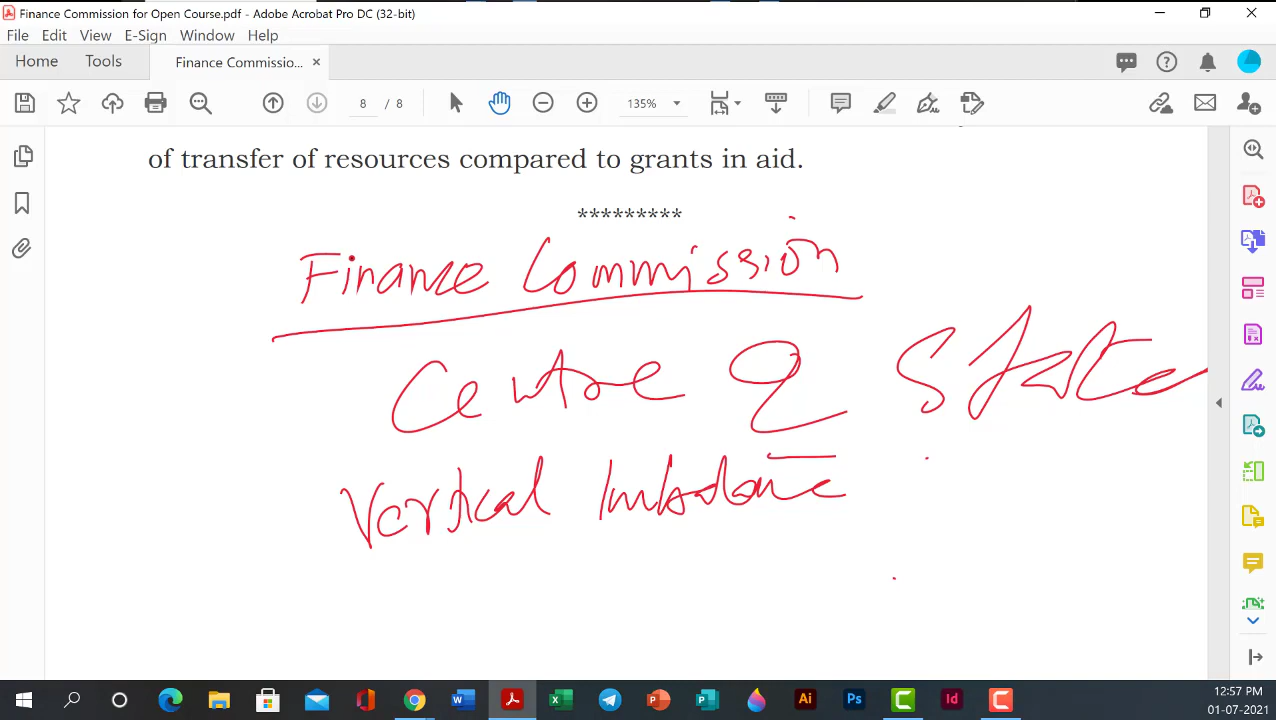 Finance Commission for Open Course.pdf - Adobe Acrobat Pro DC (32-bit)
File Edit View E-Sign Window Help
Home Tools Finance Commissio... ×
8 / 8 135%
of transfer of resources compared to grants in aid.
*********
Finance Commission
Centre & State
Vertical Imbalance
12:57 PM
01-07-2021